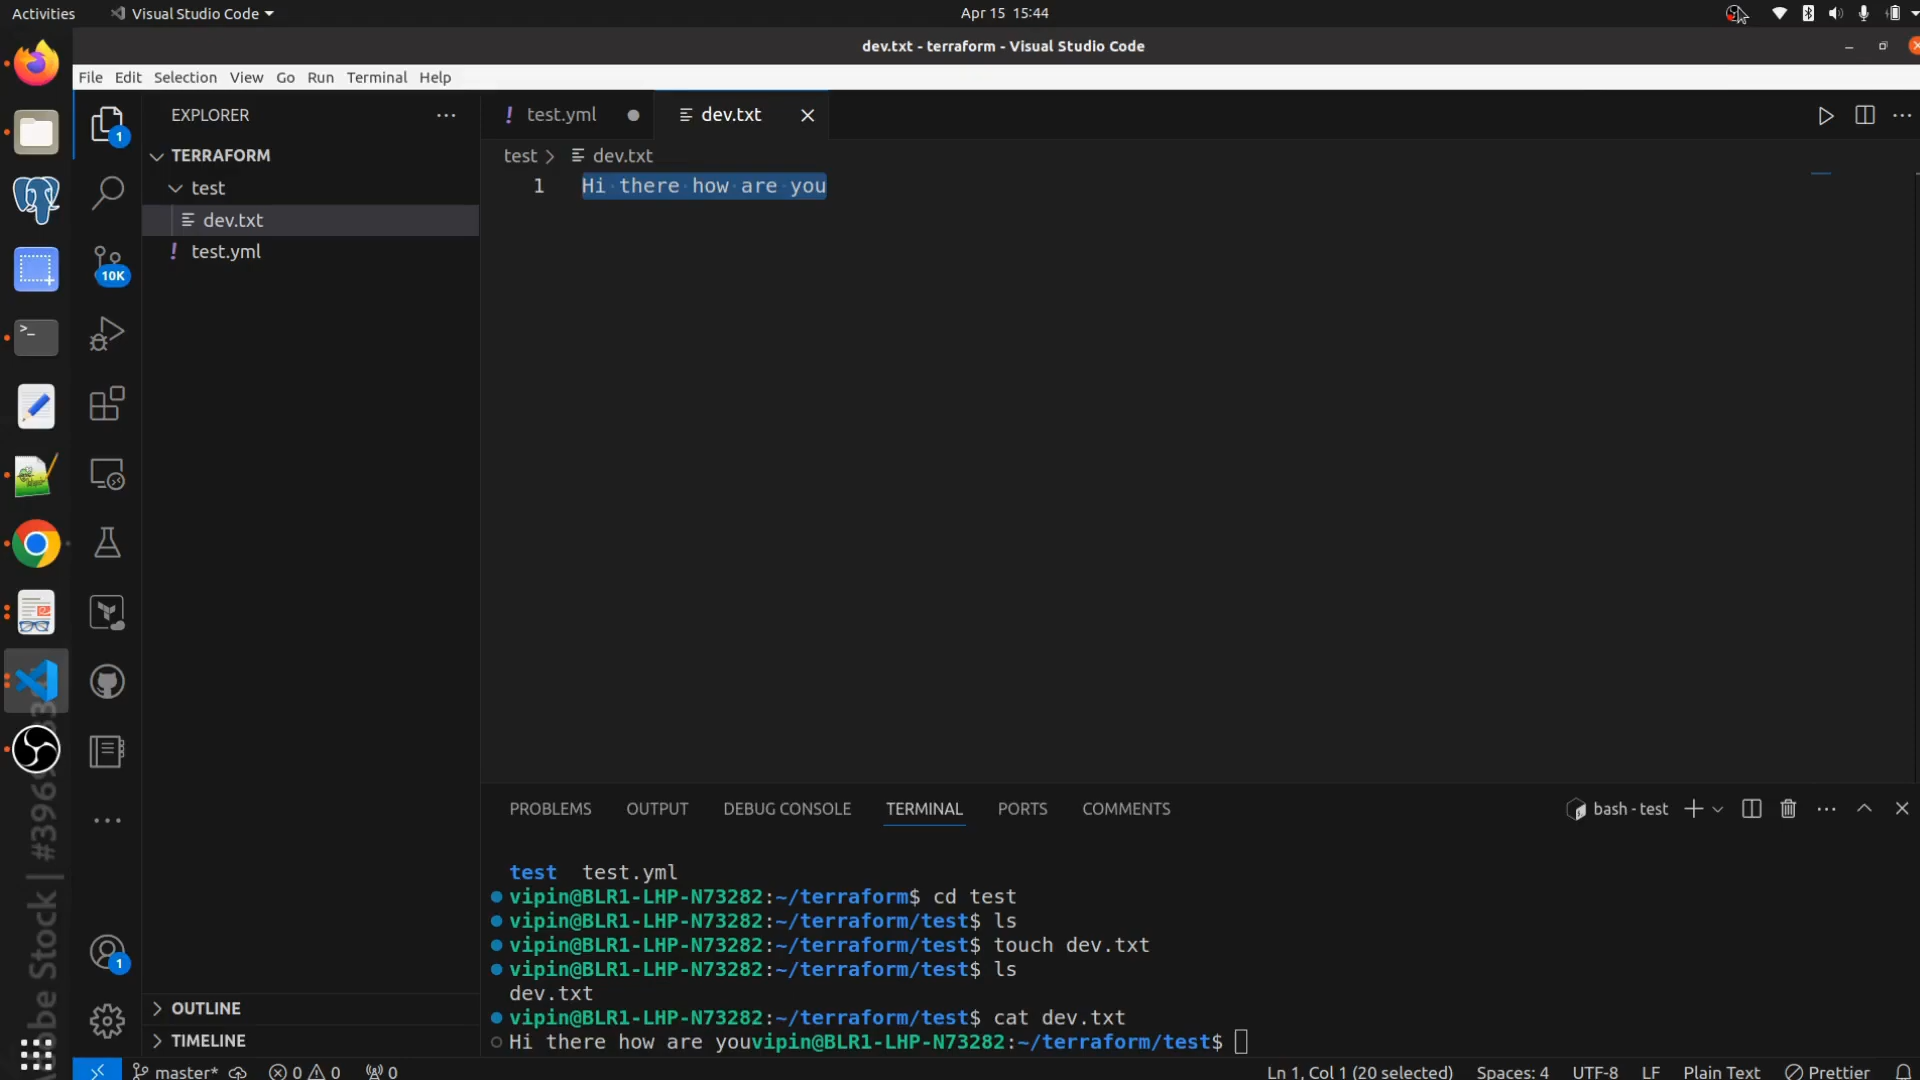 Activities
Visual Studio Code
Apr 15 15:44
dev.txt - terraform - Visual Studio Code
File Edit Selection View Go Run Terminal Help
EXPLORER
TERRAFORM
test
dev.txt
! test.yml
1
10K
1
OUTLINE
TIMELINE
! test.yml
dev.txt
test > dev.txt
1 Hi there how are you
PROBLEMS OUTPUT DEBUG CONSOLE TERMINAL PORTS COMMENTS
bash - test
test test.yml
vipin@BLR1-LHP-N73282:~/terraform$ cd test
vipin@BLR1-LHP-N73282:~/terraform/test$ ls
vipin@BLR1-LHP-N73282:~/terraform/test$ touch dev.txt
vipin@BLR1-LHP-N73282:~/terraform/test$ ls
dev.txt
vipin@BLR1-LHP-N73282:~/terraform/test$ cat dev.txt
Hi there how are youvipin@BLR1-LHP-N73282:~/terraform/test$
master* 0 0 0
Ln 1, Col 1 (20 selected) Spaces: 4 UTF-8 LF Plain Text Prettier